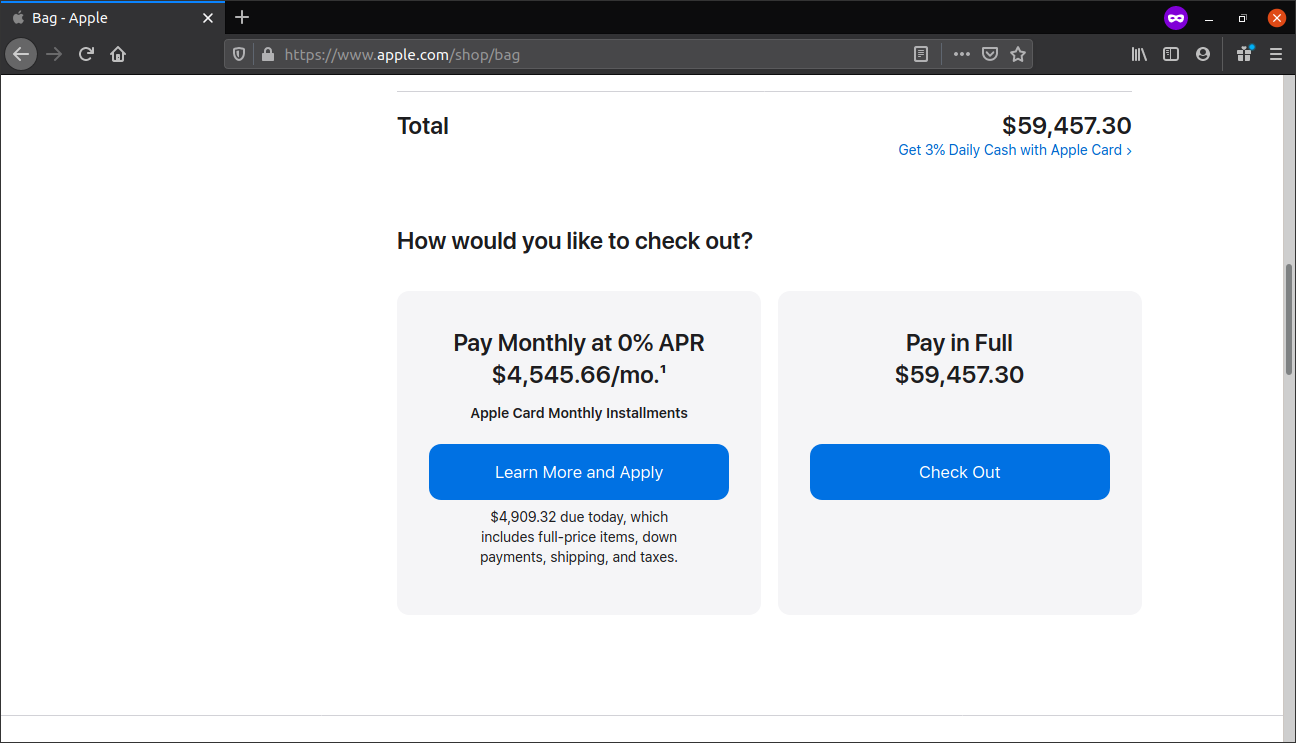 Bag - Apple
https://www.apple.com/shop/bag
Total
$59,457.30
Get 3% Daily Cash with Apple Card >
How would you like to check out?
Pay Monthly at 0% APR
$4,545.66/mo.¹
Apple Card Monthly Installments
Learn More and Apply
$4,909.32 due today, which
includes full-price items, down
payments, shipping, and taxes.
Pay in Full
$59,457.30
Check Out